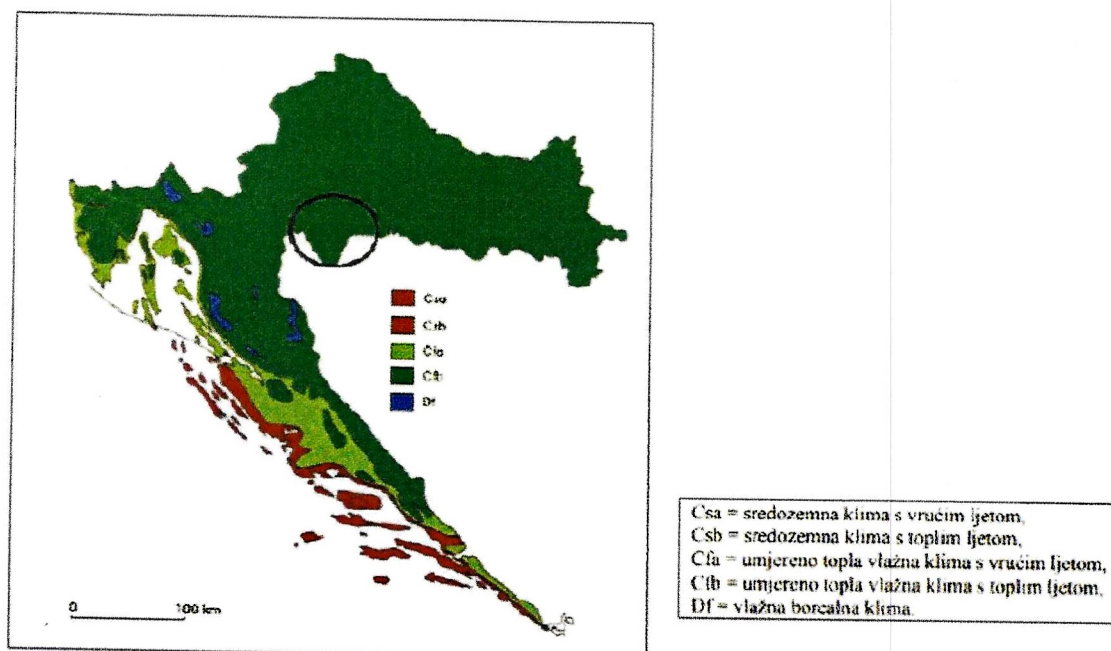 Csa
Csb
Cfa
Cfb
Df
0 100 km
Csa = sredozemna klima s vrućim ljetom,
Csb = sredozemna klima s toplim ljetom,
Cfa = umjereno topla vlažna klima s vrućim ljetom,
Cfb = umjereno topla vlažna klima s toplim ljetom,
Df = vlažna borealna klima.